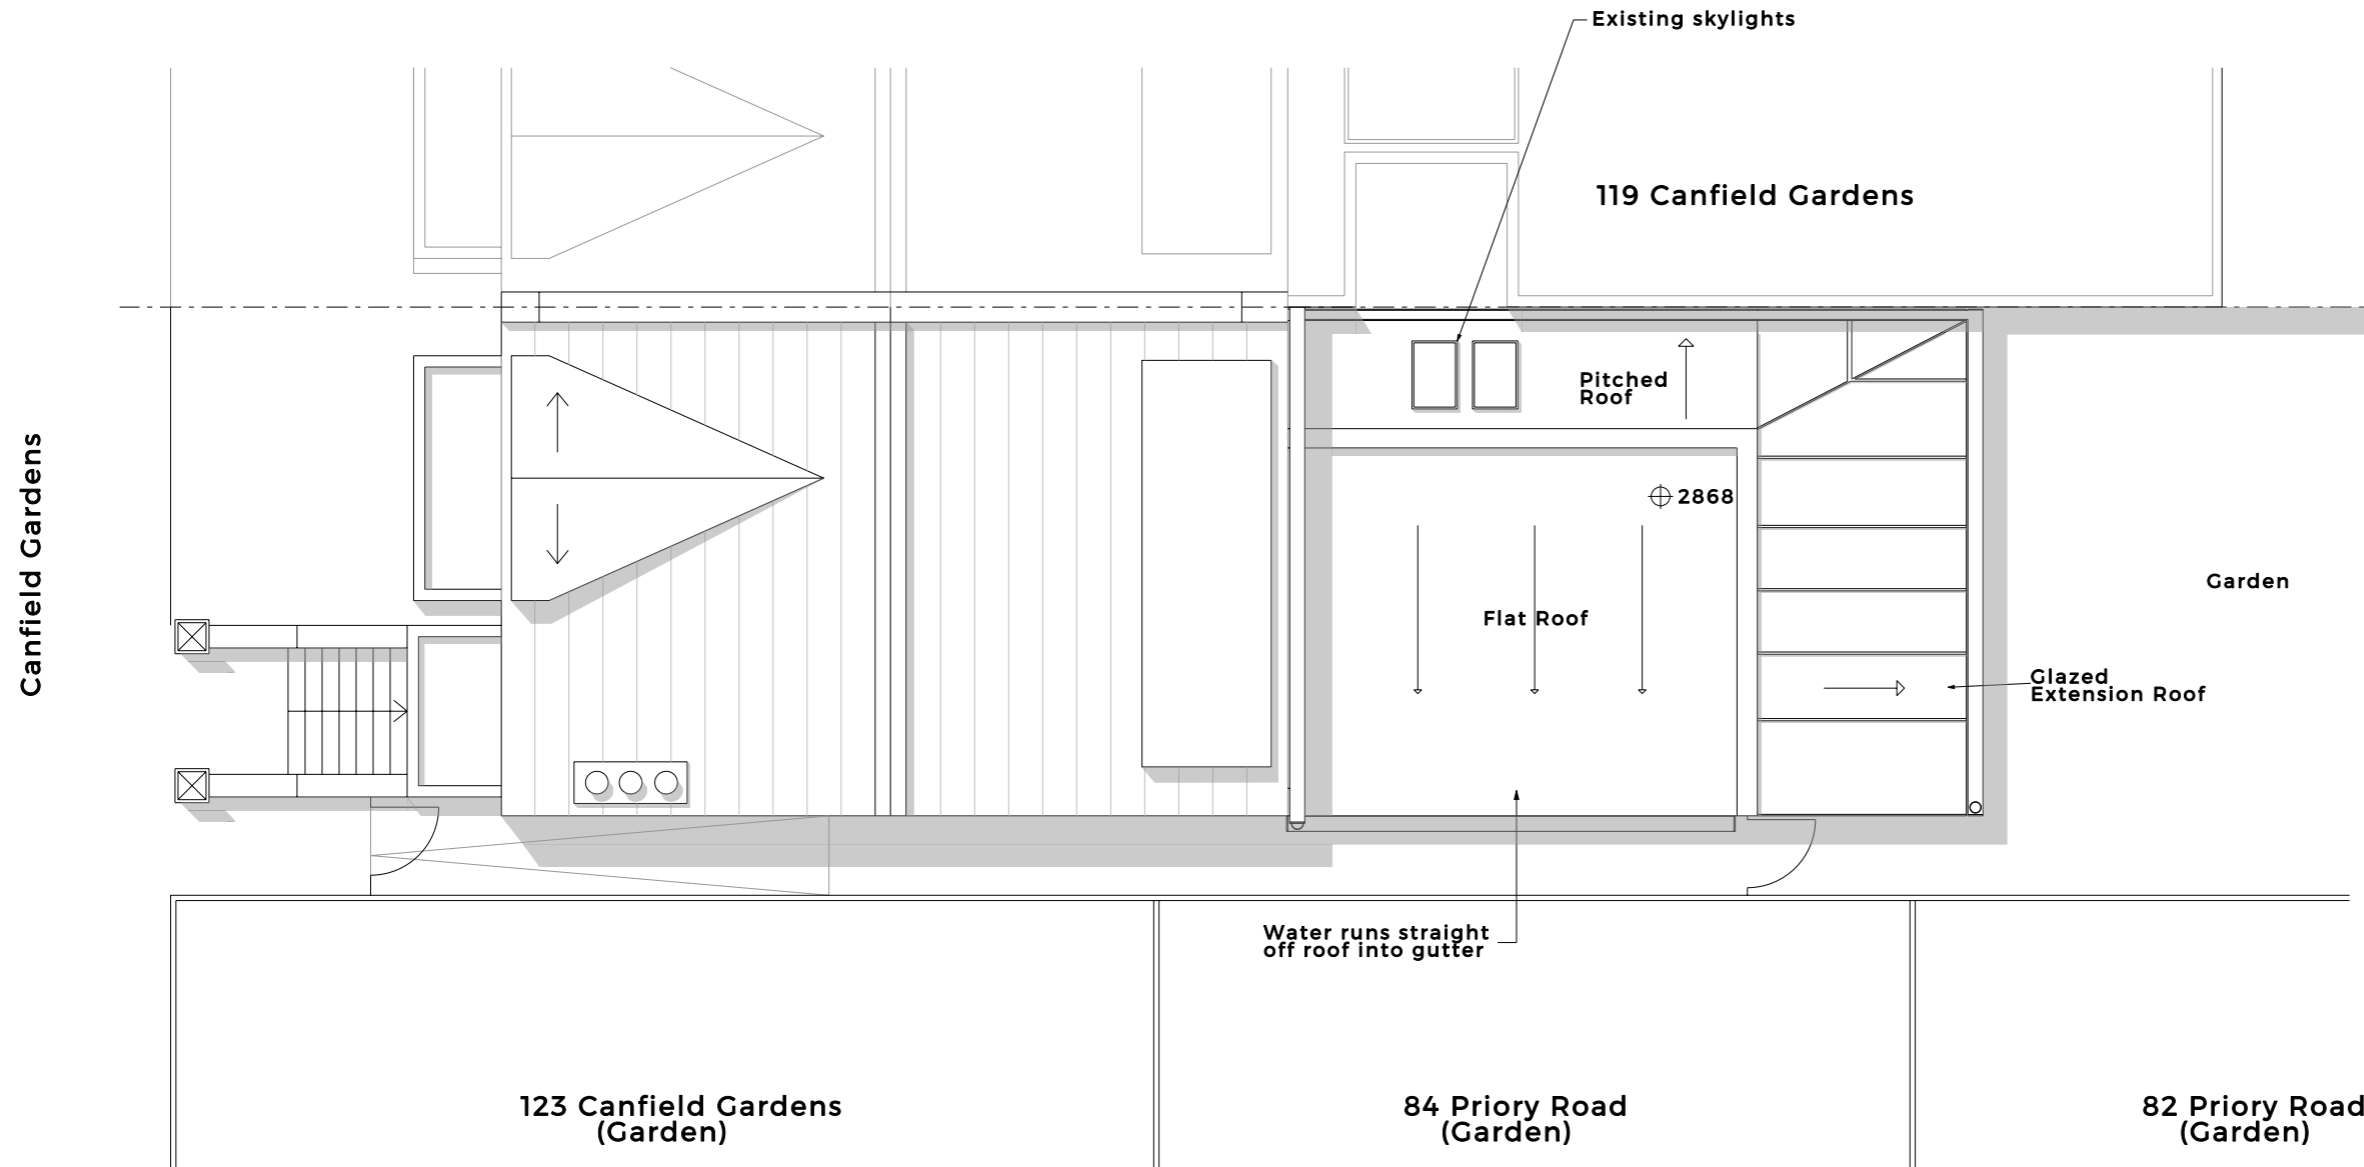 Existing skylights
119 Canfield Gardens
Pitched
Roof
Canfield Gardens
2868
Garden
Flat Roof
Glazed
Extension Roof
Water runs straight
off roof into gutter
123 Canfield Gardens
(Garden)
84 Priory Road
(Garden)
82 Priory Road
(Garden)